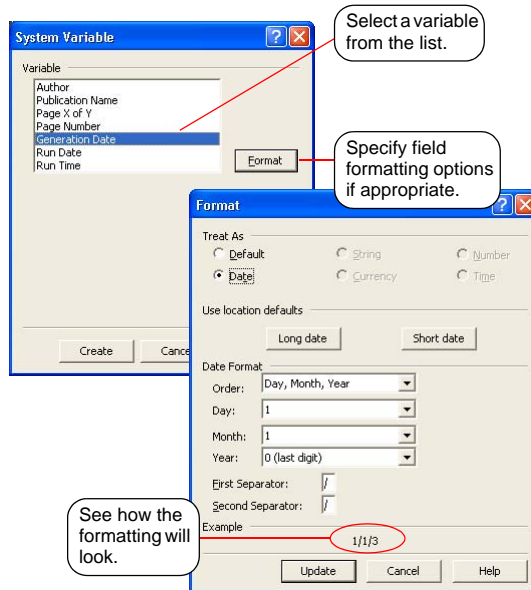 Select a variable
from the list.
System Variable
Variable
Author
Publication Name
Page X of Y
Page Number
Generation Date
Run Date
Run Time
Format
Specify field
formatting options
if appropriate.
Create
Cance
Format
Treat As
Default
String
Number
Date
Currency
Time
Use location defaults
Long date
Short date
Date Format
Order:
Day, Month, Year
Day:
1
Month:
1
Year:
0 (last digit)
First Separator:
/
Second Separator:
/
Example
1/1/3
See how the
formatting will
look.
Update
Cancel
Help